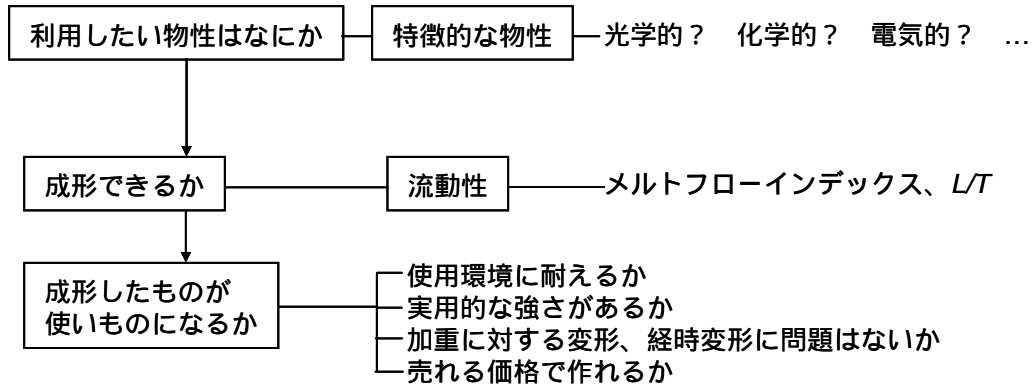 利用したい物性はなにか 特徴的な物性 光学的？　化学的？　電気的？　…
成形できるか 流動性 メルトフローインデックス、L/T
成形したものが
使いものになるか
使用環境に耐えるか
実用的な強さがあるか
加重に対する変形、経時変形に問題はないか
売れる価格で作れるか